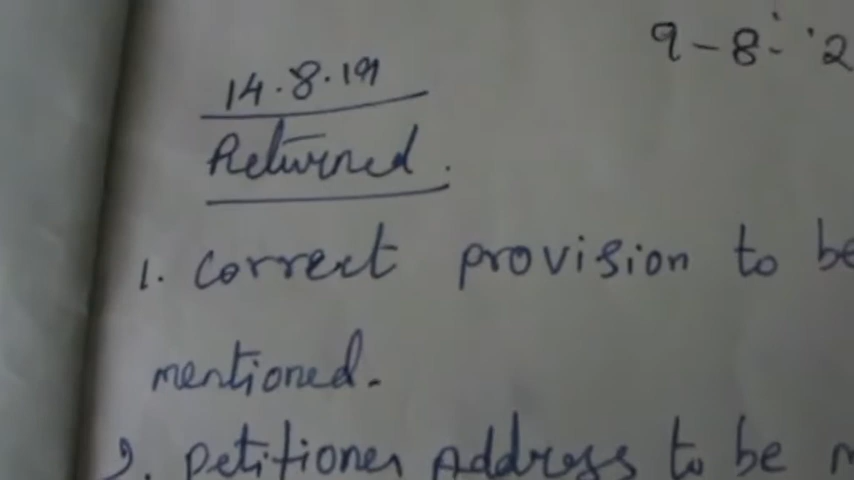 9-8-'2
14.8.19
Returned.
1. Correct provision to be
mentioned.
2. Petitioner Address to be